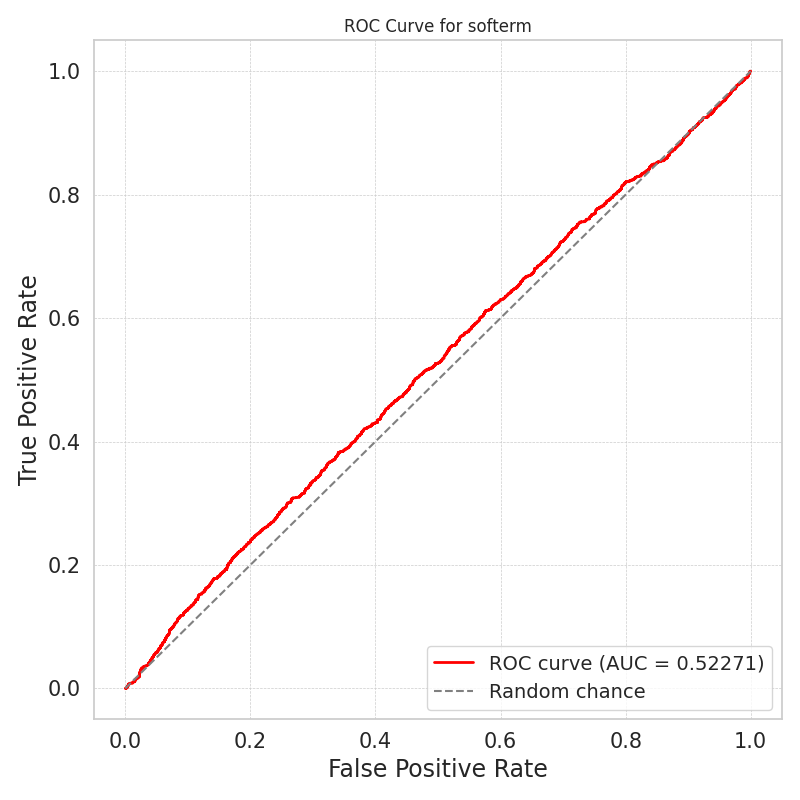 ROC Curve for softerm
1.0
0.8
0.6
0.4
0.2
0.0
True Positive Rate
ROC curve (AUC = 0.52271)
Random chance
0.0 0.2 0.4 0.6 0.8 1.0
False Positive Rate